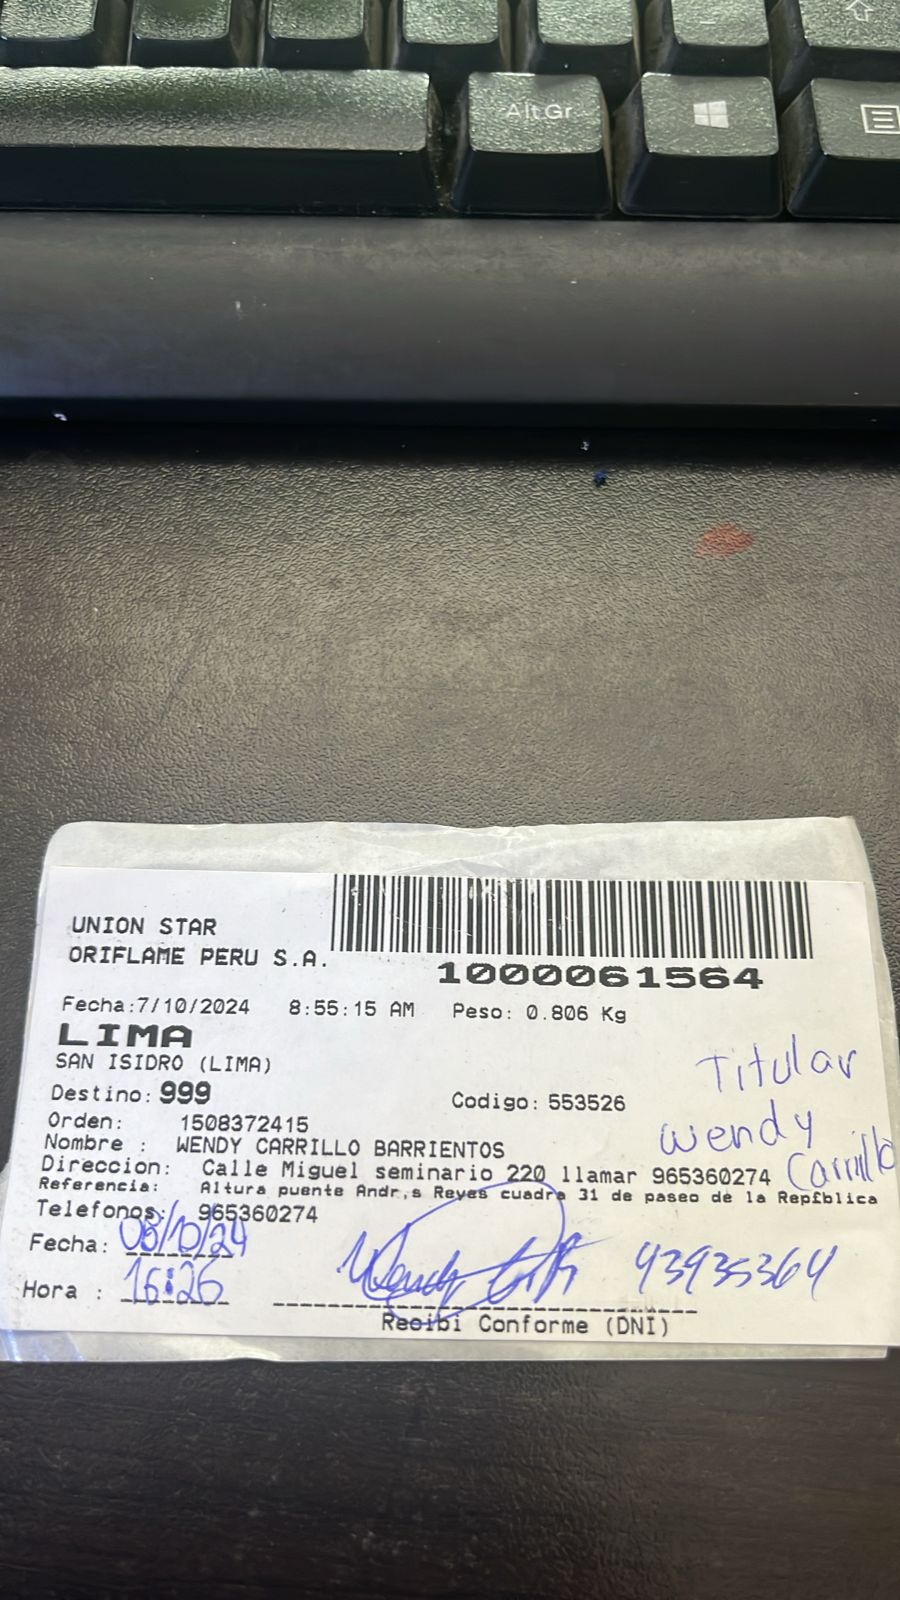 Alt Gr
UNION STAR
ORIFLAME PERU S.A.
1000061564
Fecha:7/10/2024 8:55:15 AM Peso: 0.806 Kg
LIMA
SAN ISIDRO (LIMA)
Destino: 999 Codigo: 553526
Orden: 1508372415
Nombre : WENDY CARRILLO BARRIENTOS
Direccion: Calle Miguel seminario 220 llamar 965360274
Referencia: Altura puente Andr,s Reyes cuadra 31 de paseo de la Repfblica
Telefonos: 965360274
Titular
Wendy
Carrillo
Fecha: 08/10/24
Hora : 16:26
43935364
Recibi Conforme (DNI)